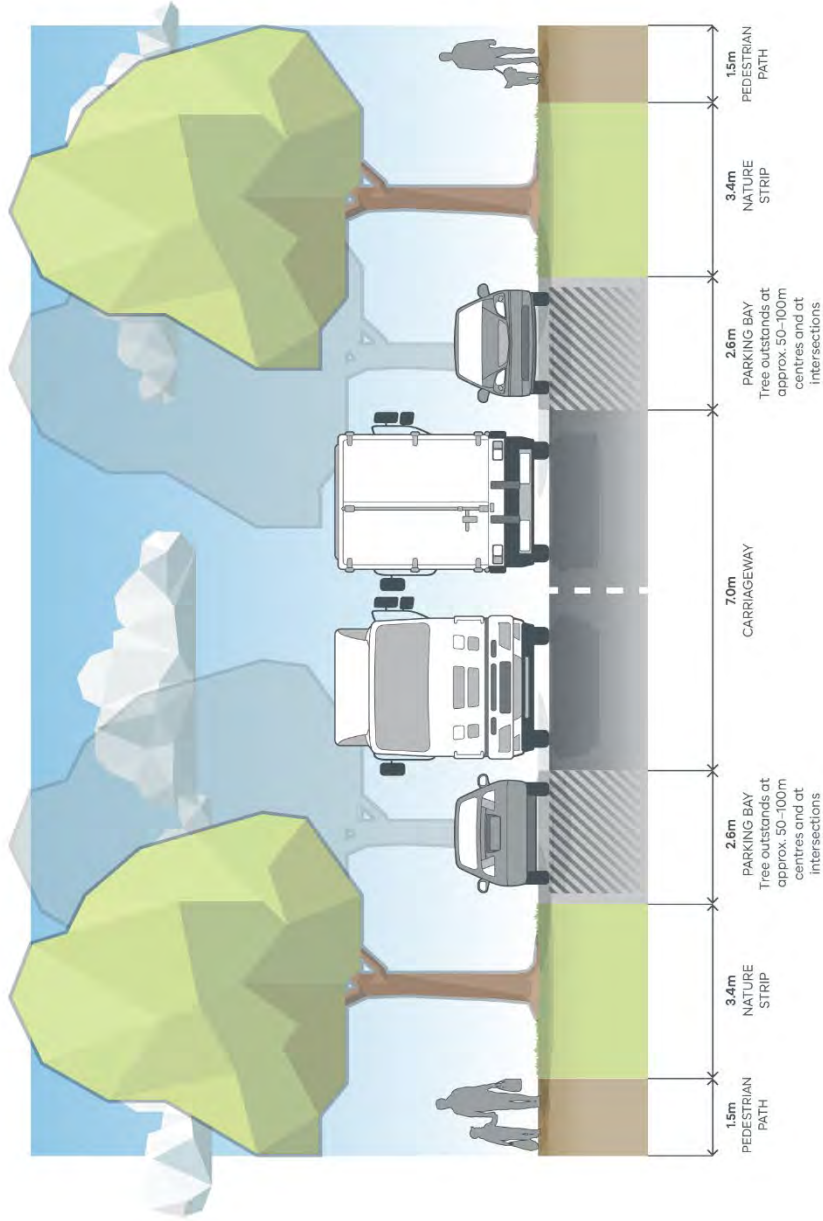 1.5m
PEDESTRIAN
PATH
3.4m
NATURE
STRIP
2.6m
PARKING BAY
Tree outstands at
approx. 50–100m
centres and at
intersections
7.0m
CARRIAGEWAY
2.6m
PARKING BAY
Tree outstands at
approx. 50–100m
centres and at
intersections
3.4m
NATURE
STRIP
1.5m
PEDESTRIAN
PATH